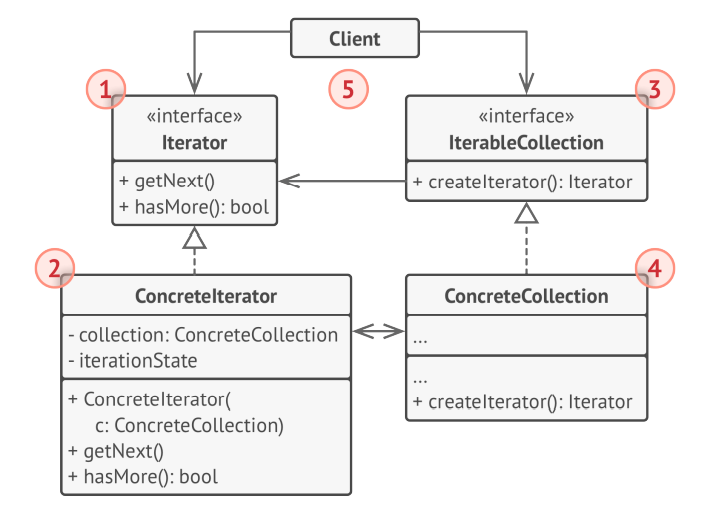 Client
1
«interface»
Iterator
+ getNext()
+ hasMore(): bool
5
3
«interface»
IterableCollection
+ createIterator(): Iterator
2
ConcreteIterator
- collection: ConcreteCollection
- iterationState
+ ConcreteIterator(
c: ConcreteCollection)
+ getNext()
+ hasMore(): bool
4
ConcreteCollection
...
...
+ createIterator(): Iterator